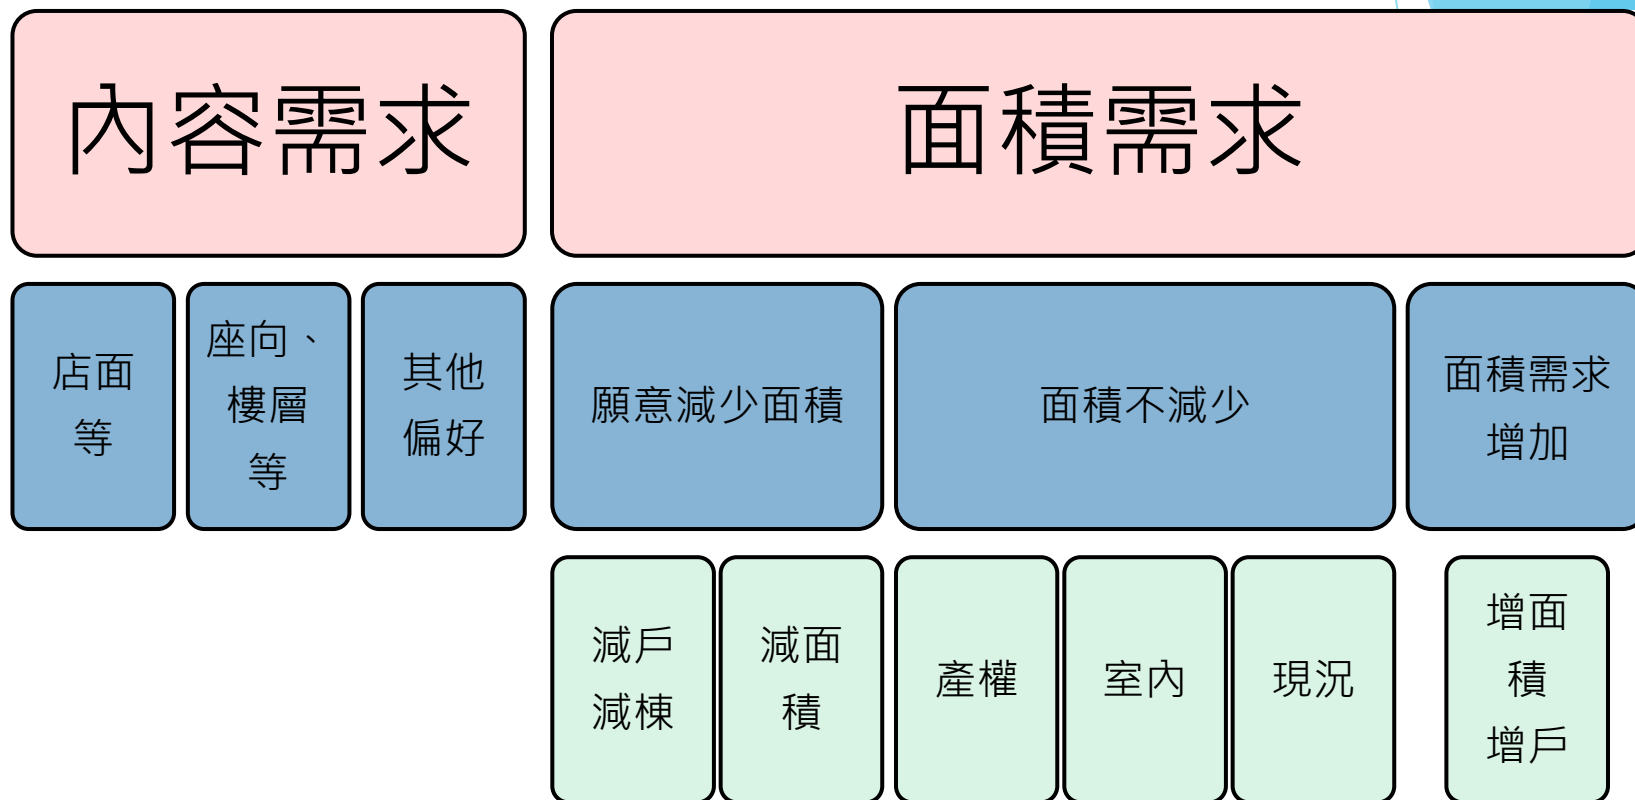 內容需求
面積需求
店面
等
座向、
樓層
等
其他
偏好
願意減少面積
面積不減少
面積需求
增加
減戶
減棟
減面
積
產權
室內
現況
增面
積
增戶